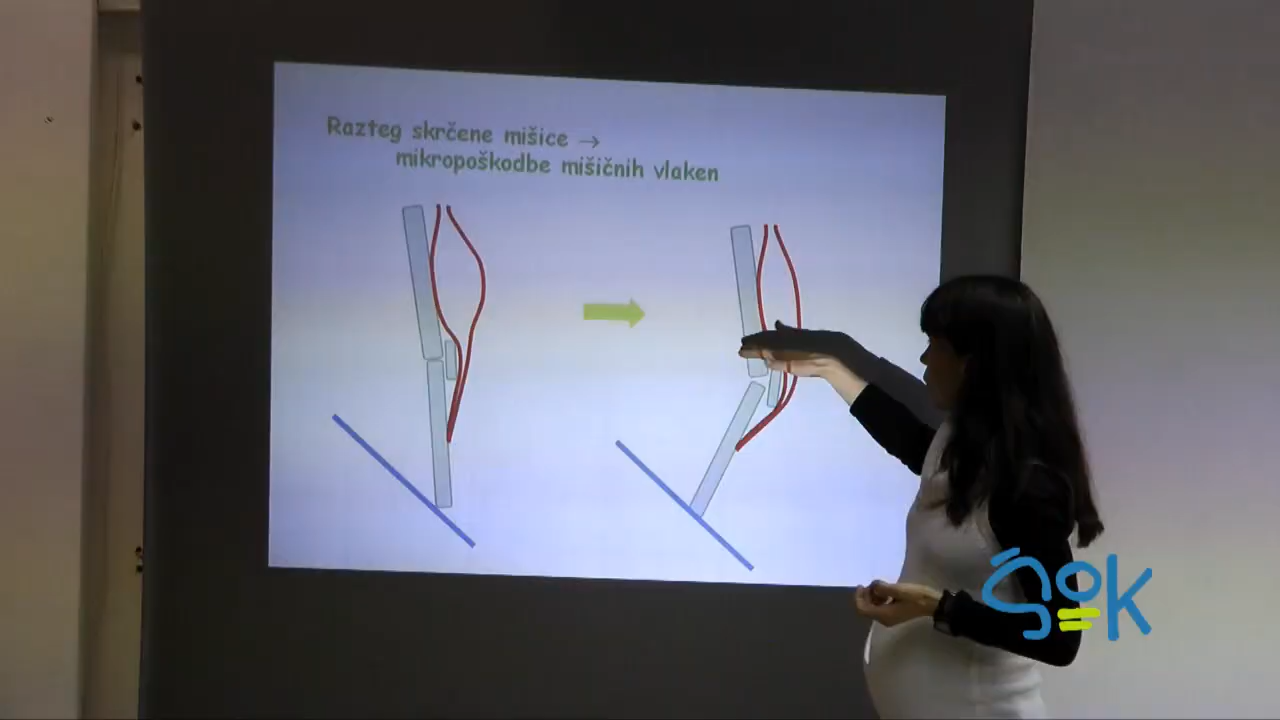 Razteg skrčene mišice →
mikropoškodbe mišičnih vlaken
ŠOK